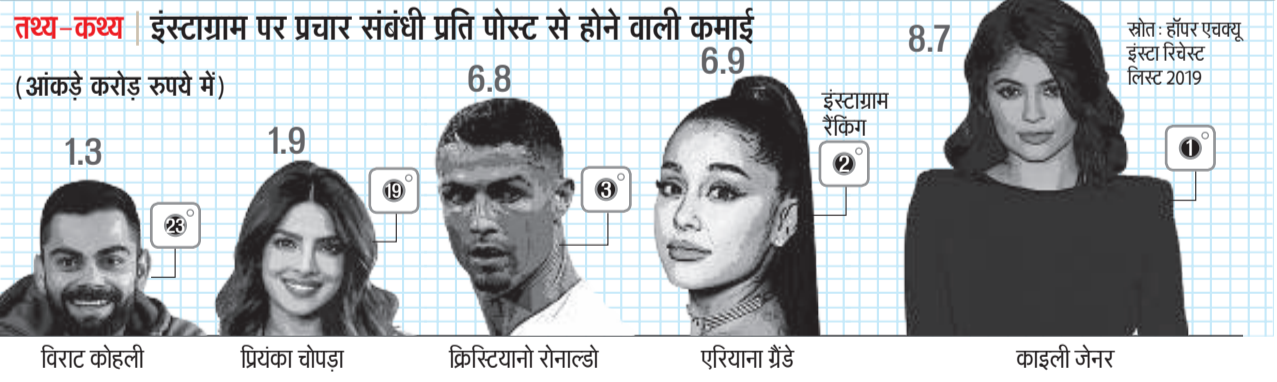 तथ्य-कथ्य | इंस्टाग्राम पर प्रचार संबंधी प्रति पोस्ट से होने वाली कमाई
(आंकड़े करोड़ रुपये में)
स्रोत : हॉपर एचक्यू
इंस्टा रिचेस्ट
लिस्ट 2019
1.3
1.9
6.8
6.9
8.7
इंस्टाग्राम
रैंकिंग
23
19
3
2
1
विराट कोहली
प्रियंका चोपड़ा
क्रिस्टियानो रोनाल्डो
एरियाना ग्रैंडे
काइली जेनर